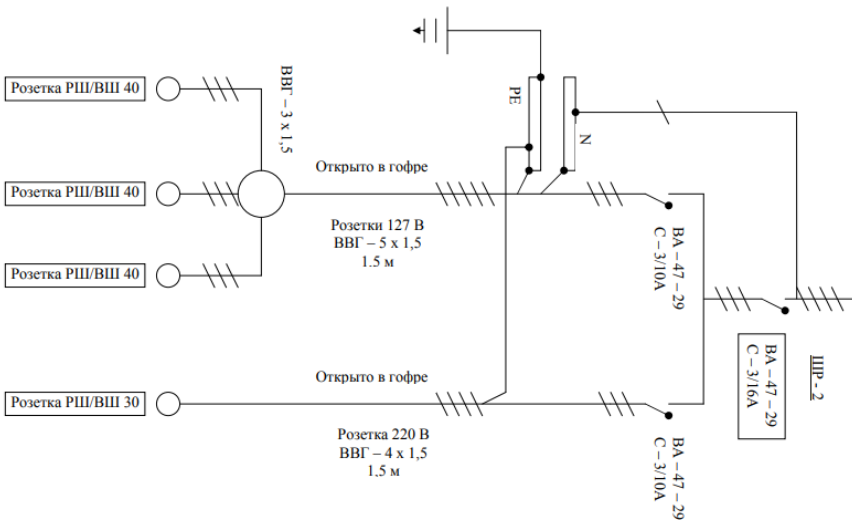 Розетка РШ/ВШ 40
ВВГ – 3 х 1,5
PE
N
Открыто в гофре
Розетка РШ/ВШ 40
Розетки 127 В
ВВГ – 5 х 1,5
1.5 м
ВА – 47 – 29
С – 3/10А
Розетка РШ/ВШ 40
ШР - 2
ВА – 47 – 29
С – 3/16А
Открыто в гофре
Розетка РШ/ВШ 30
Розетка 220 В
ВВГ – 4 х 1,5
1,5 м
ВА – 47 – 29
С – 3/10А